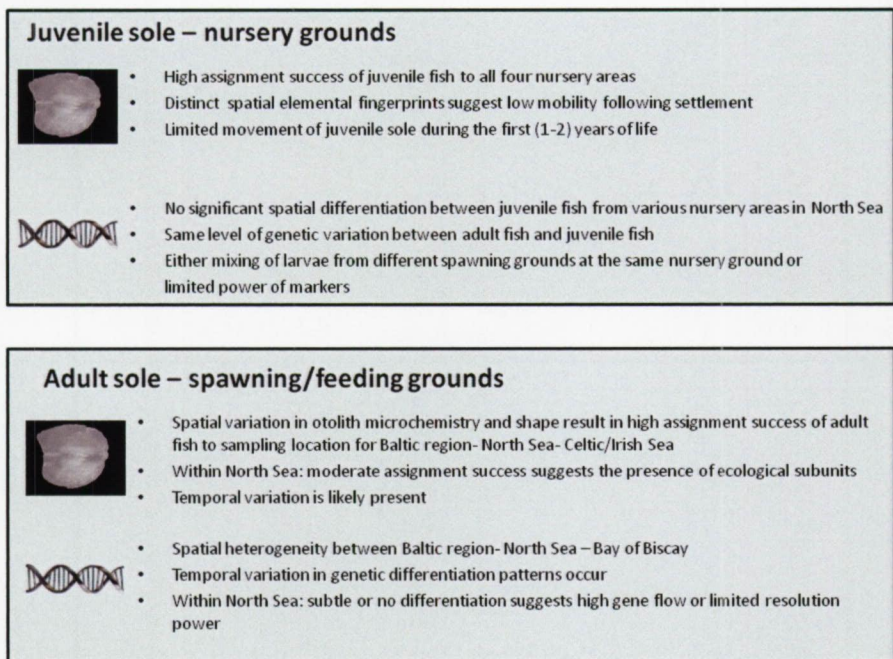 Juvenile sole – nursery grounds
• High assignment success of juvenile fish to all four nursery areas
• Distinct spatial elemental fingerprints suggest low mobility following settlement
• Limited movement of juvenile sole during the first (1-2) years of life
• No significant spatial differentiation between juvenile fish from various nursery areas in North Sea
• Same level of genetic variation between adult fish and juvenile fish
• Either mixing of larvae from different spawning grounds at the same nursery ground or
limited power of markers
Adult sole – spawning/feeding grounds
• Spatial variation in otolith microchemistry and shape result in high assignment success of adult
fish to sampling location for Baltic region- North Sea- Celtic/Irish Sea
• Within North Sea: moderate assignment success suggests the presence of ecological subunits
• Temporal variation is likely present
• Spatial heterogeneity between Baltic region- North Sea – Bay of Biscay
• Temporal variation in genetic differentiation patterns occur
• Within North Sea: subtle or no differentiation suggests high gene flow or limited resolution
power